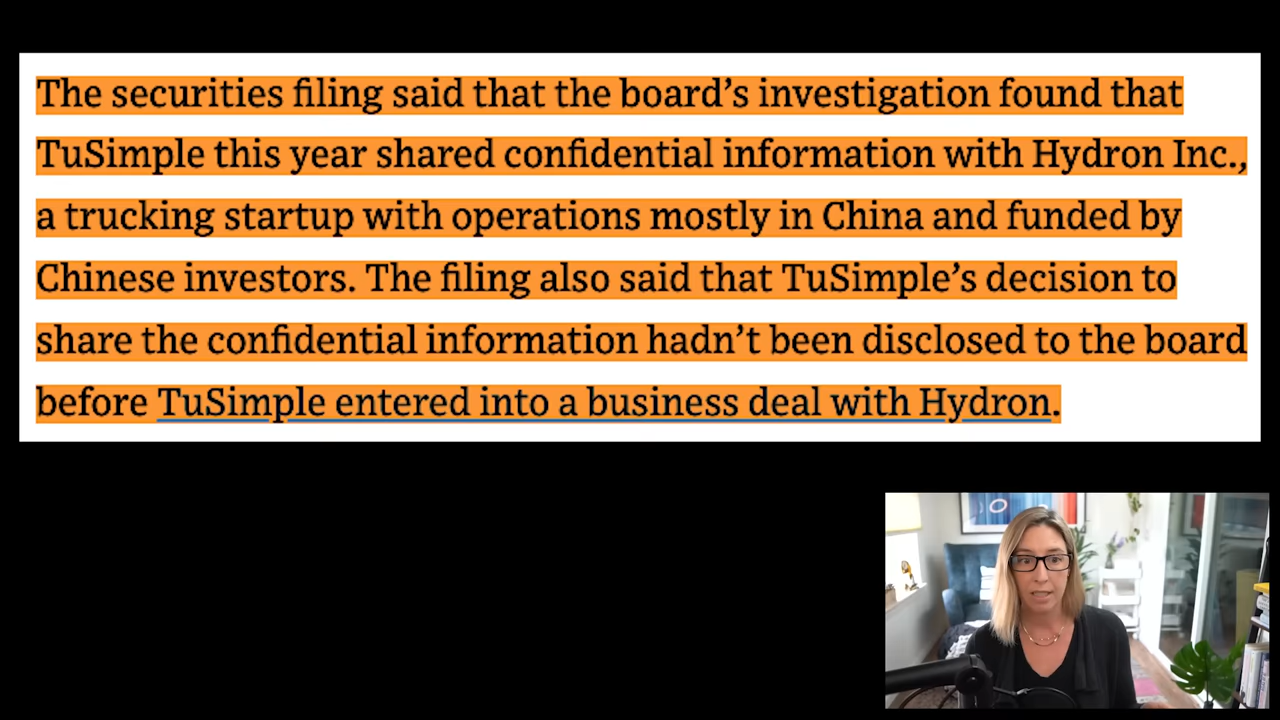 The securities filing said that the board’s investigation found that
TuSimple this year shared confidential information with Hydron Inc.,
a trucking startup with operations mostly in China and funded by
Chinese investors. The filing also said that TuSimple’s decision to
share the confidential information hadn’t been disclosed to the board
before TuSimple entered into a business deal with Hydron.